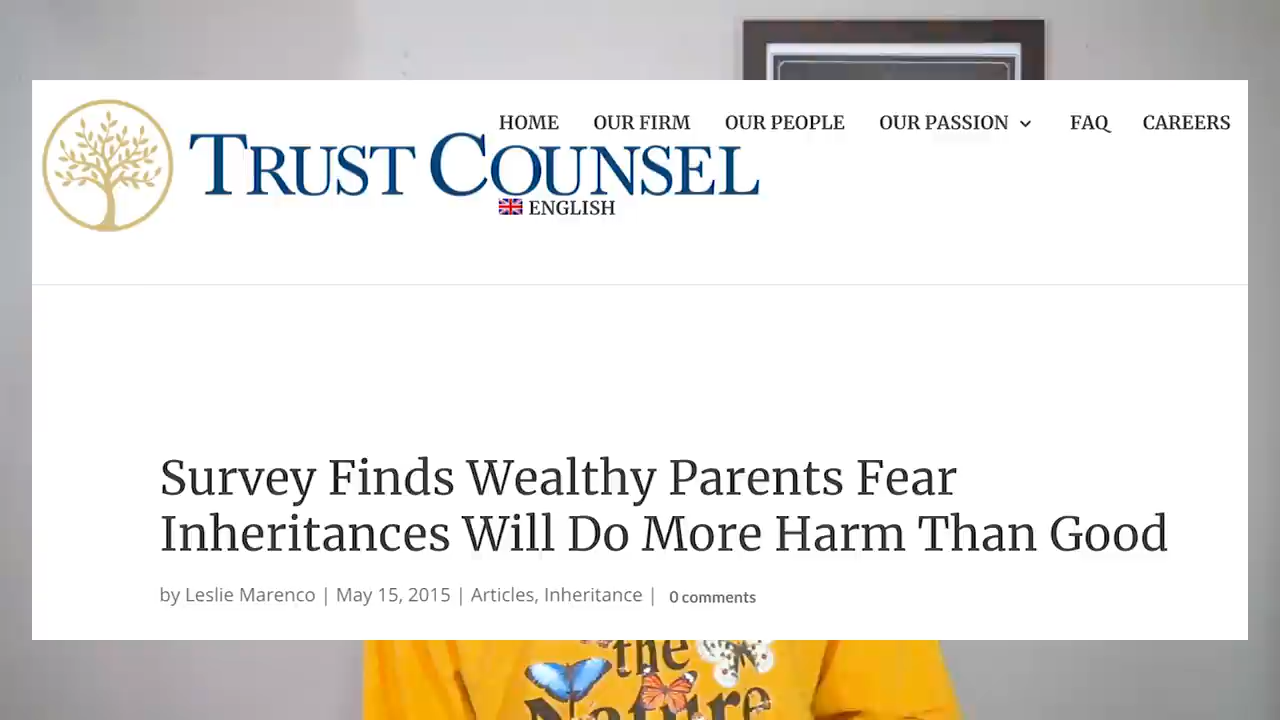 HOME OUR FIRM OUR PEOPLE OUR PASSION FAQ CAREERS
TRUST COUNSEL
ENGLISH
Survey Finds Wealthy Parents Fear
Inheritances Will Do More Harm Than Good
by Leslie Marenco | May 15, 2015 | Articles, Inheritance | 0 comments
the
Nature